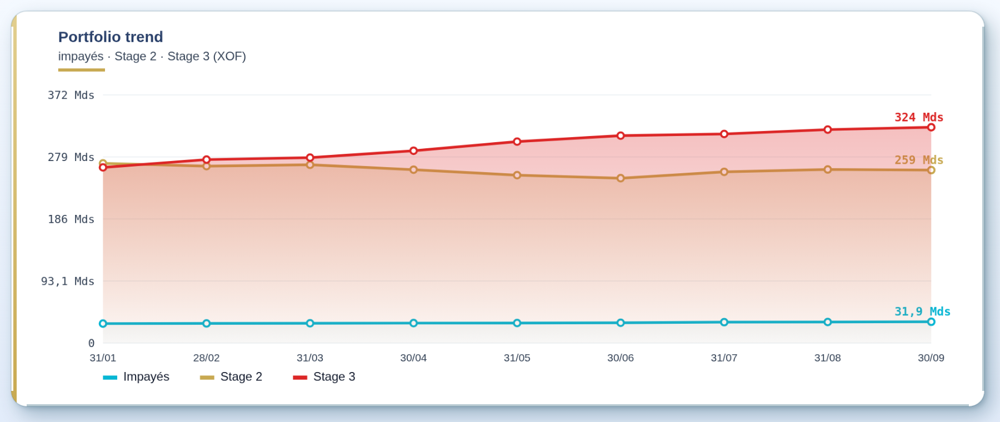 Portfolio trend
impayés · Stage 2 · Stage 3 (XOF)
372 Mds
324 Mds
279 Mds
259 Mds
186 Mds
93,1 Mds
31,9 Mds
0
31/01 28/02 31/03 30/04 31/05 30/06 31/07 31/08 30/09
Impayés Stage 2 Stage 3